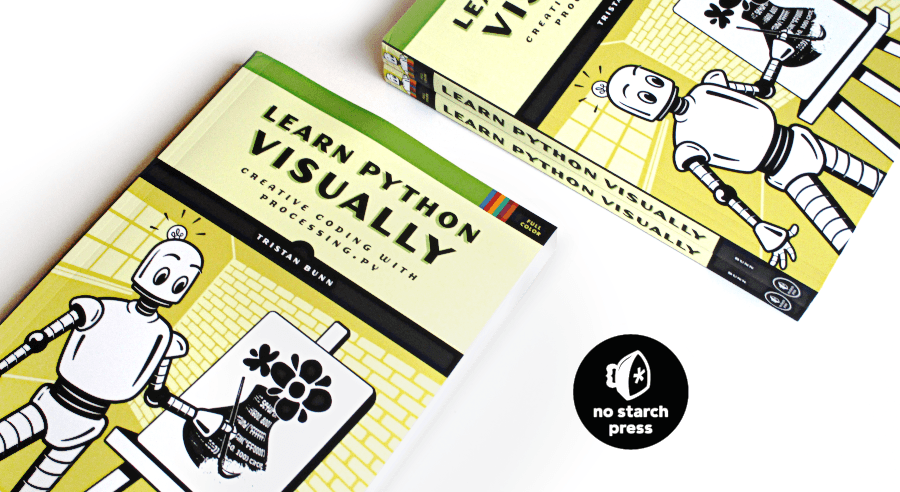 LEARN PYTHON
VISUALLY
CREATIVE CODING WITH
PROCESSING.PY
TRISTAN BUNN
FULL
COLOR
LEARN PYTHON VISUALLY
LEARN PYTHON VISUALLY
BUNN
BUNN
no starch
press